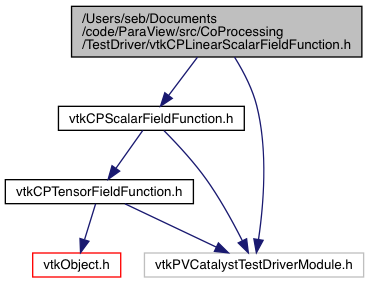 /Users/seb/Documents
/code/ParaView/src/CoProcessing
/TestDriver/vtkCPLinearScalarFieldFunction.h
vtkCPScalarFieldFunction.h
vtkCPTensorFieldFunction.h
vtkObject.h
vtkPVCatalystTestDriverModule.h